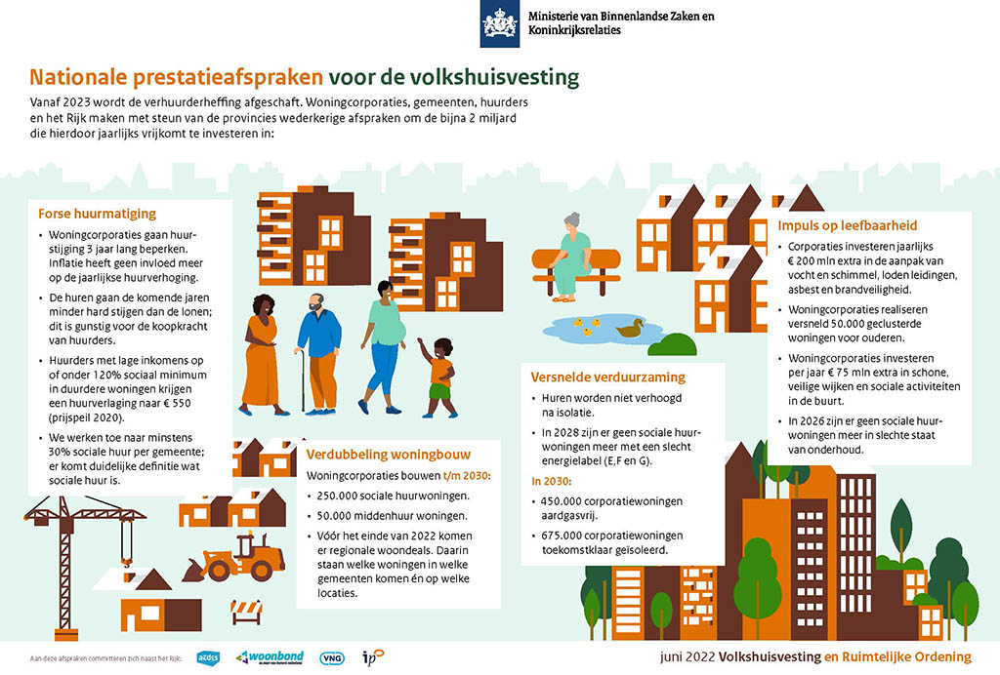 Ministerie van Binnenlandse Zaken en
Koninkrijksrelaties
Nationale prestatieafspraken voor de volkshuisvesting
Vanaf 2023 wordt de verhuurderheffing afgeschaft. Woningcorporaties, gemeenten, huurders
en het Rijk maken met steun van de provincies wederkerige afspraken om de bijna 2 miljard
die hierdoor jaarlijks vrijkomt te investeren in:
Forse huurmatiging
• Woningcorporaties gaan huur-
stijging 3 jaar lang beperken.
Inflatie heeft geen invloed meer
op de jaarlijkse huurverhoging.
• De huren gaan de komende jaren
minder hard stijgen dan de lonen;
dit is gunstig voor de koopkracht
van huurders.
• Huurders met lage inkomens op
of onder 120% sociaal minimum
in duurdere woningen krijgen
een huurverlaging naar € 550
(prijspeil 2020).
• We werken toe naar minstens
30% sociale huur per gemeente;
er komt duidelijke definitie wat
sociale huur is.
Verdubbeling woningbouw
Woningcorporaties bouwen t/m 2030:
• 250.000 sociale huurwoningen.
• 50.000 middenhuur woningen.
• Vóór het einde van 2022 komen
er regionale woondeals. Daarin
staan welke woningen in welke
gemeenten komen én op welke
locaties.
Versnelde verduurzaming
• Huren worden niet verhoogd
na isolatie.
• In 2028 zijn er geen sociale huur-
woningen meer met een slecht
energielabel (E,F en G).
In 2030:
• 450.000 corporatiewoningen
aardgasvrij.
• 675.000 corporatiewoningen
toekomstklaar geïsoleerd.
Impuls op leefbaarheid
• Corporaties investeren jaarlijks
€ 200 mln extra in de aanpak van
vocht en schimmel, loden leidingen,
asbest en brandveiligheid.
• Woningcorporaties realiseren
versneld 50.000 geclusterde
woningen voor ouderen.
• Woningcorporaties investeren
per jaar € 75 mln extra in schone,
veilige wijken en sociale activiteiten
in de buurt.
• In 2026 zijn er geen sociale huur-
woningen meer in slechte staat
van onderhoud.
Aan deze afspraken committeren zich naast het Rijk:
aedes
woonbond
VNG
ipo
juni 2022 Volkshuisvesting en Ruimtelijke Ordening